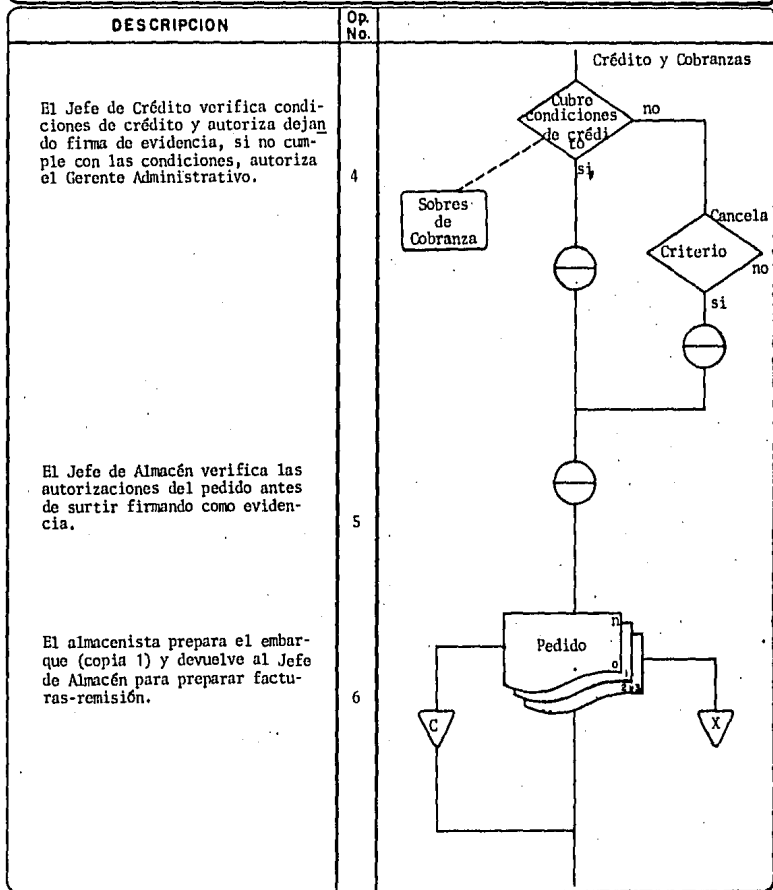 DESCRIPCION
Op.
No.
Crédito y Cobranzas
El Jefe de Crédito verifica condi-
ciones de crédito y autoriza dejan
do firma de evidencia, si no cum-
ple con las condiciones, autoriza
el Gerente Administrativo.
4
Cubre
condiciones
de crédi
to
no
si
Sobres
de
Cobranza
Cancela
Criterio
no
si
El Jefe de Almacén verifica las
autorizaciones del pedido antes
de surtir firmando como eviden-
cia.
5
El almacenista prepara el embar-
que (copia 1) y devuelve al Jefe
de Almacén para preparar factu-
ras-remisión.
6
Pedido
n
0
1
C
X